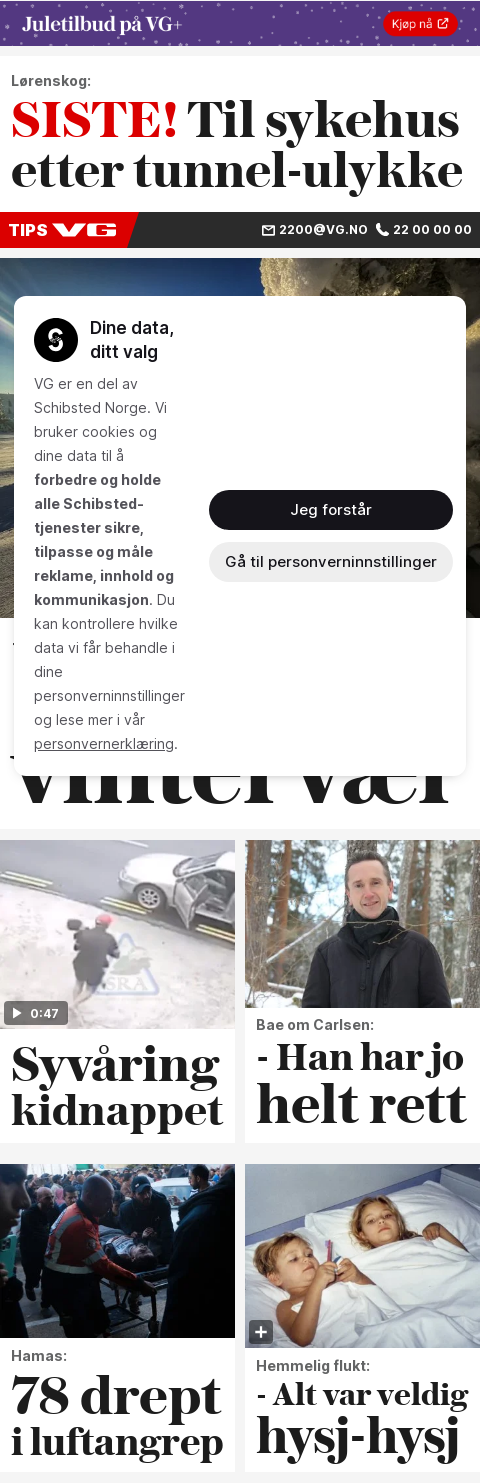 Juletilbud på VG+
Kjøp nå
Lørenskog:
SISTE! Til sykehus
etter tunnel-ulykke
TIPS VG
2200@VG.NO 22 00 00 00
Dine data,
ditt valg
VG er en del av
Schibsted Norge. Vi
bruker cookies og
dine data til å
forbedre og holde
alle Schibsted-
tjenester sikre,
tilpasse og måle
reklame, innhold og
kommunikasjon. Du
kan kontrollere hvilke
data vi får behandle i
dine
personverninnstillinger
og lese mer i vår
personvernerklæring.
Jeg forstår
Gå til personverninnstillinger
0:47
Syvåring
kidnappet
Bae om Carlsen:
- Han har jo
helt rett
Hamas:
78 drept
i luftangrep
Hemmelig flukt:
- Alt var veldig
hysj-hysj